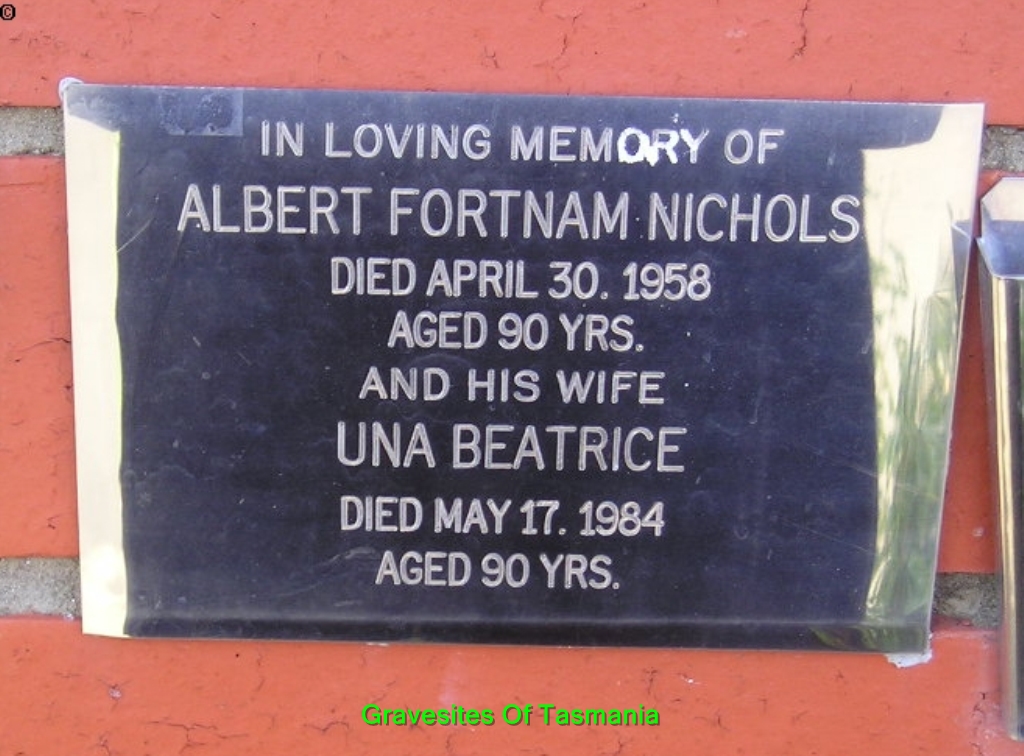 ©
IN LOVING MEMORY OF
ALBERT FORTNAM NICHOLS
DIED APRIL 30. 1958
AGED 90 YRS.
AND HIS WIFE
UNA BEATRICE
DIED MAY 17. 1984
AGED 90 YRS.
Gravesites Of Tasmania